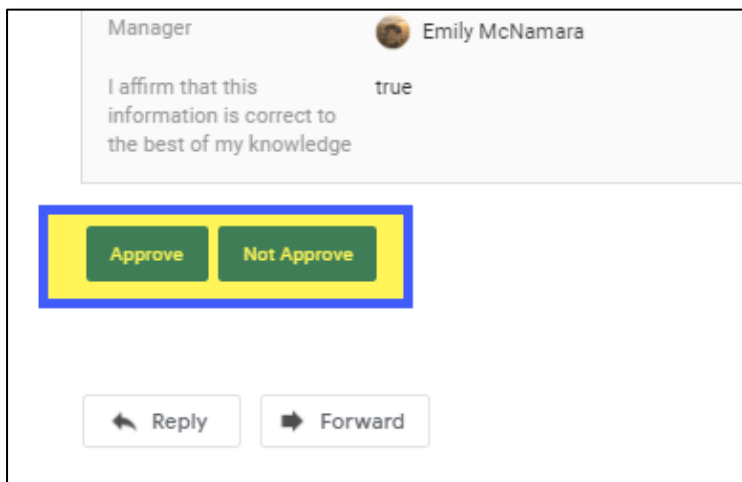 Manager
Emily McNamara
I affirm that this
true
information is correct to
the best of my knowledge
Approve
Not Approve
Reply
Forward